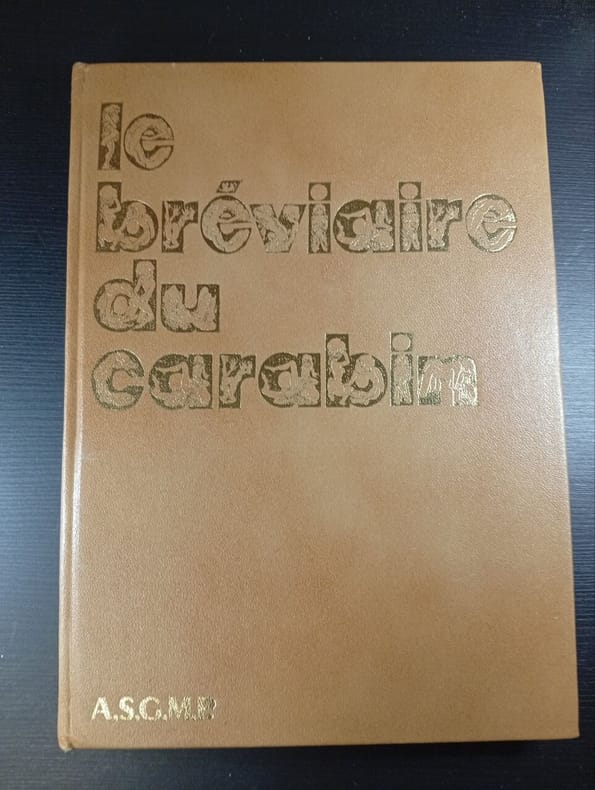 le
bréviaire
du
carabin
A.S.G.M.P.